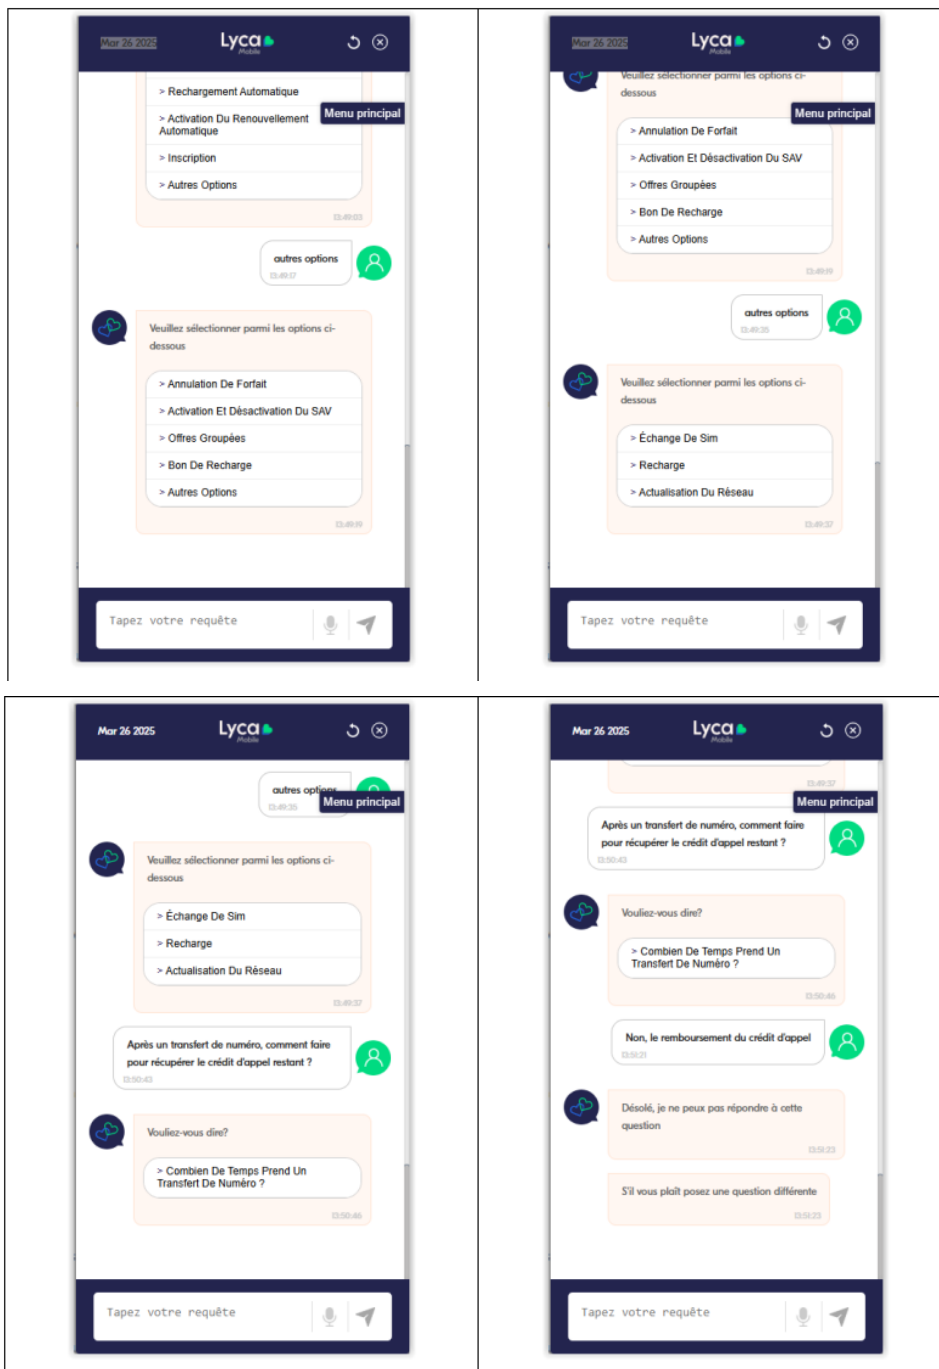 Mar 26 2025
Lyca
Mobile
> Rechargement Automatique
Menu principal
> Activation Du Renouvellement
Automatique
> Inscription
> Autres Options
13:49:03
autres options
13:49:17
Veuillez sélectionner parmi les options ci-
dessous
> Annulation De Forfait
> Activation Et Désactivation Du SAV
> Offres Groupées
> Bon De Recharge
> Autres Options
13:49:19
Tapez votre requête
Mar 26 2025
Lyca
Mobile
Veuillez sélectionner parmi les options ci-
dessous
Menu principal
> Annulation De Forfait
> Activation Et Désactivation Du SAV
> Offres Groupées
> Bon De Recharge
> Autres Options
13:49:19
autres options
13:49:35
Veuillez sélectionner parmi les options ci-
dessous
> Échange De Sim
> Recharge
> Actualisation Du Réseau
13:49:37
Tapez votre requête
Mar 26 2025
Lyca
Mobile
autres options
13:49:35
Menu principal
Veuillez sélectionner parmi les options ci-
dessous
> Échange De Sim
> Recharge
> Actualisation Du Réseau
13:49:37
Après un transfert de numéro, comment faire
pour récupérer le crédit d'appel restant ?
13:50:43
Vouliez-vous dire?
> Combien De Temps Prend Un
Transfert De Numéro ?
13:50:46
Tapez votre requête
Mar 26 2025
Lyca
Mobile
13:49:37
Menu principal
Après un transfert de numéro, comment faire
pour récupérer le crédit d'appel restant ?
13:50:43
Vouliez-vous dire?
> Combien De Temps Prend Un
Transfert De Numéro ?
13:50:46
Non, le remboursement du crédit d'appel
13:51:21
Désolé, je ne peux pas répondre à cette
question
13:51:23
S'il vous plaît posez une question différente
13:51:23
Tapez votre requête